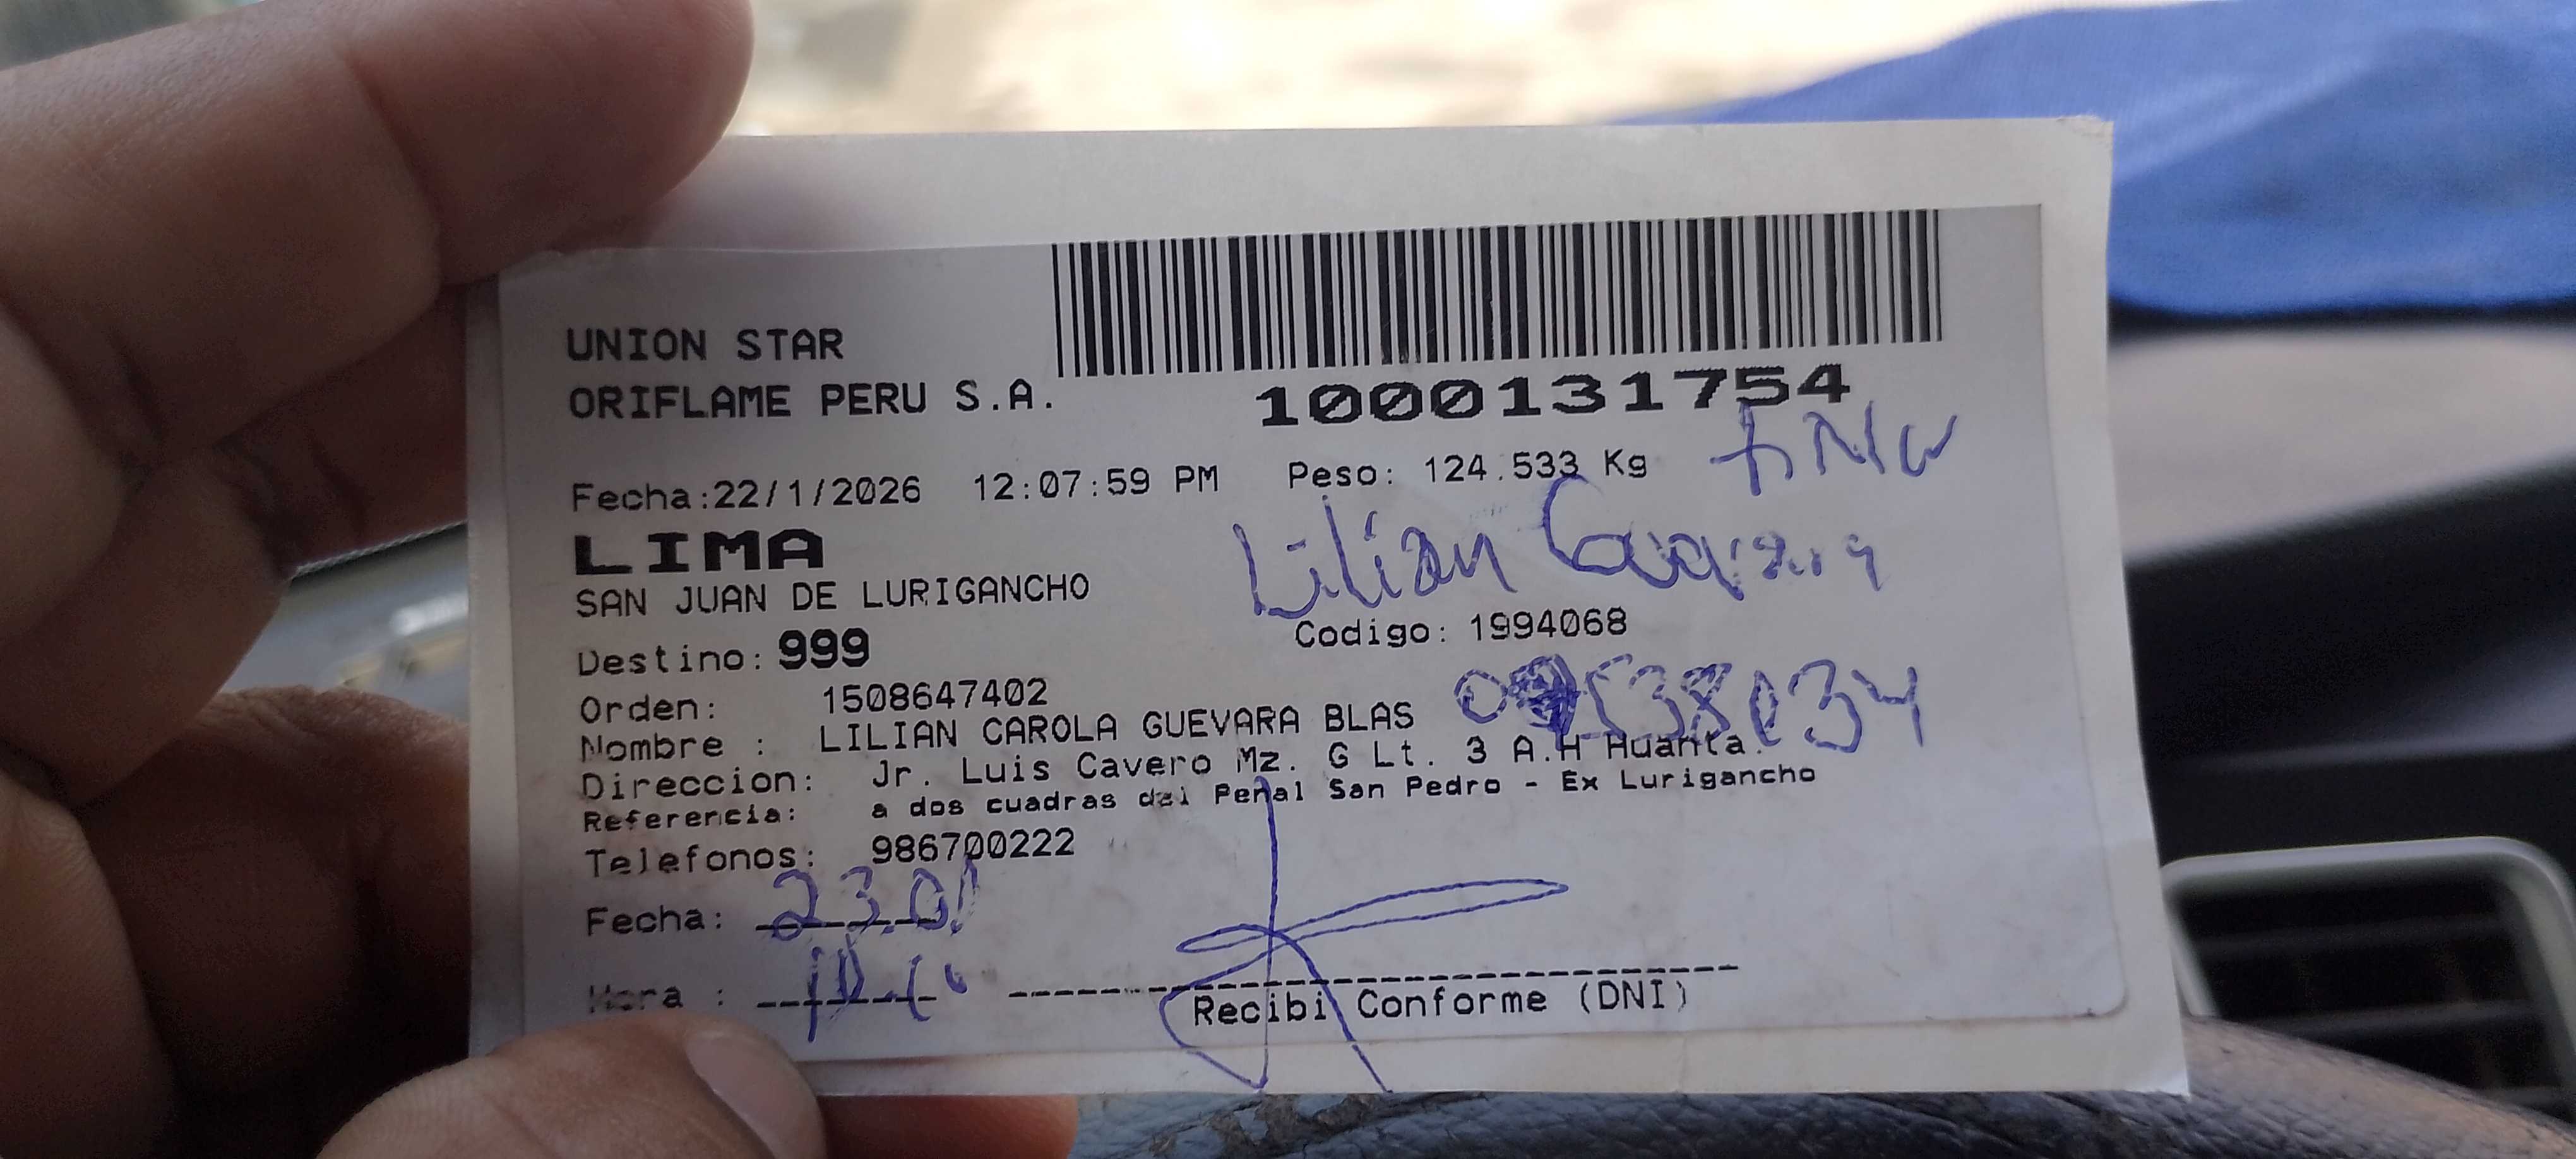 UNION STAR
ORIFLAME PERU S.A.
1000131754
Fecha:22/1/2026 12:07:59 PM Peso: 124.533 Kg
LIMA
Lilian Guevara
SAN JUAN DE LURIGANCHO
Codigo: 1994068
Destino: 999
Orden: 1508647402
Nombre : LILIAN CAROLA GUEVARA BLAS
Direccion: Jr. Luis Cavero Mz. G Lt. 3 A.H Huanta.
Referencia: a dos cuadras del Penal San Pedro - Ex Lurigancho
Telefonos: 986700222
Fecha: 23.01
Hora :
Recibi Conforme (DNI)